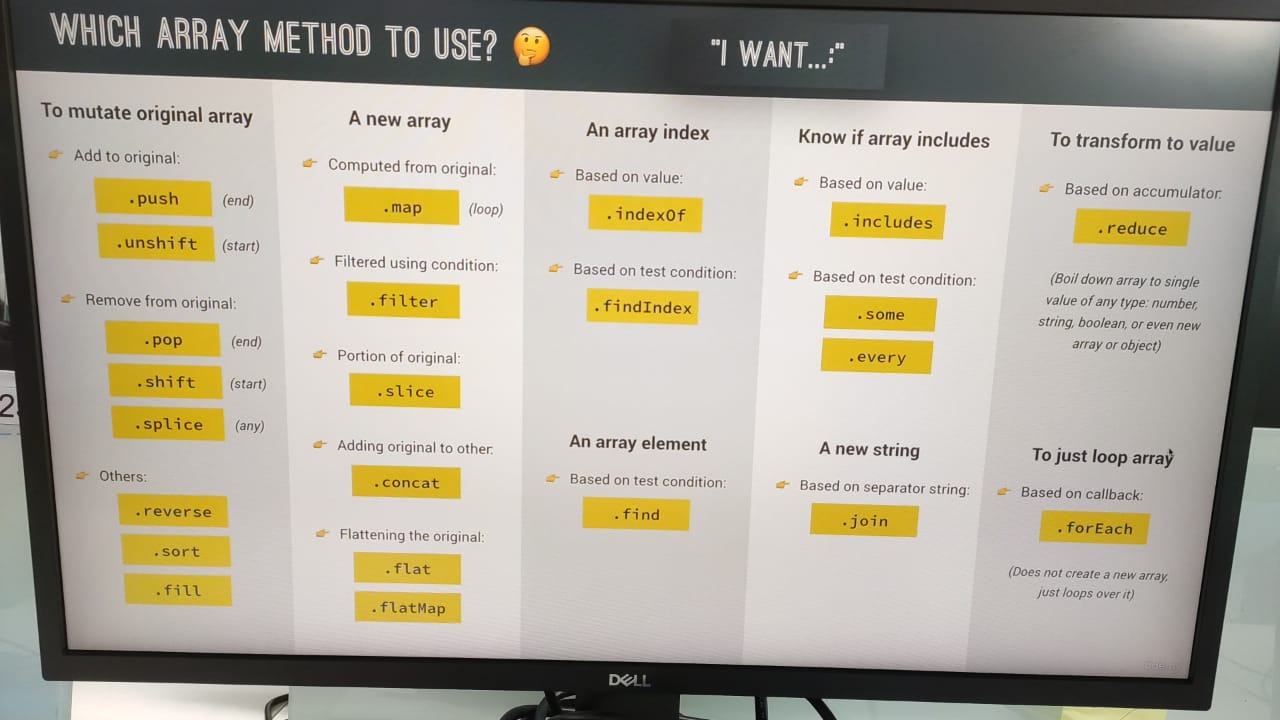 WHICH ARRAY METHOD TO USE? 🤔
"I WANT...:"
To mutate original array
👉 Add to original:
.push (end)
.unshift (start)
👉 Remove from original:
.pop (end)
.shift (start)
.splice (any)
👉 Others:
.reverse
.sort
.fill
A new array
👉 Computed from original:
.map (loop)
👉 Filtered using condition:
.filter
👉 Portion of original:
.slice
👉 Adding original to other:
.concat
👉 Flattening the original:
.flat
.flatMap
An array index
👉 Based on value:
.indexOf
👉 Based on test condition:
.findIndex
An array element
👉 Based on test condition:
.find
Know if array includes
👉 Based on value:
.includes
👉 Based on test condition:
.some
.every
A new string
👉 Based on separator string:
.join
To transform to value
👉 Based on accumulator:
.reduce
(Boil down array to single
value of any type: number,
string, boolean, or even new
array or object)
To just loop array
👉 Based on callback:
.forEach
(Does not create a new array,
just loops over it)
DELL